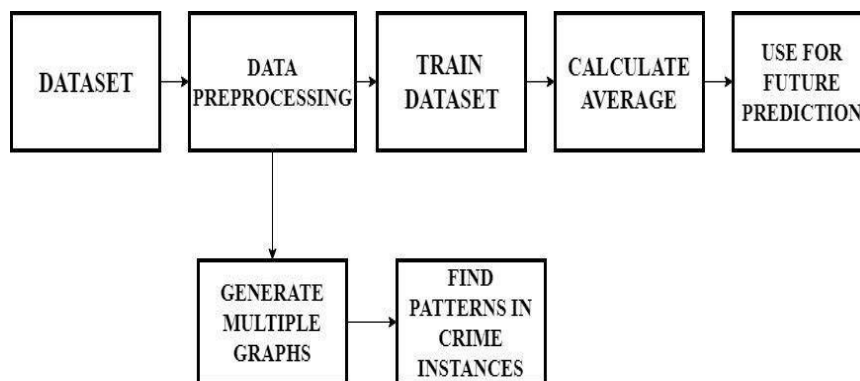 DATASET
DATA
PREPROCESSING
TRAIN
DATASET
CALCULATE
AVERAGE
USE FOR
FUTURE
PREDICTION
GENERATE
MULTIPLE
GRAPHS
FIND
PATTERNS IN
CRIME
INSTANCES